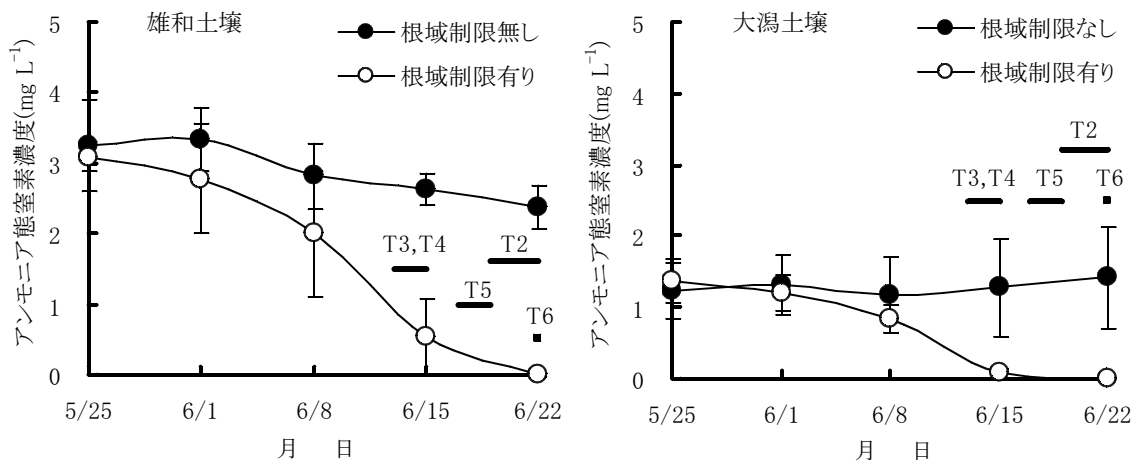 雄和土壌
根域制限無し
根域制限有り
アンモニア態窒素濃度(mg L⁻¹)
5
4
3
2
1
0
T3,T4
T2
T5
T6
5/25 6/1 6/8 6/15 6/22
月 日
大潟土壌
根域制限なし
根域制限有り
アンモニア態窒素濃度(mg L⁻¹)
5
4
3
2
1
0
T2
T3,T4 T5 T6
5/25 6/1 6/8 6/15 6/22
月 日